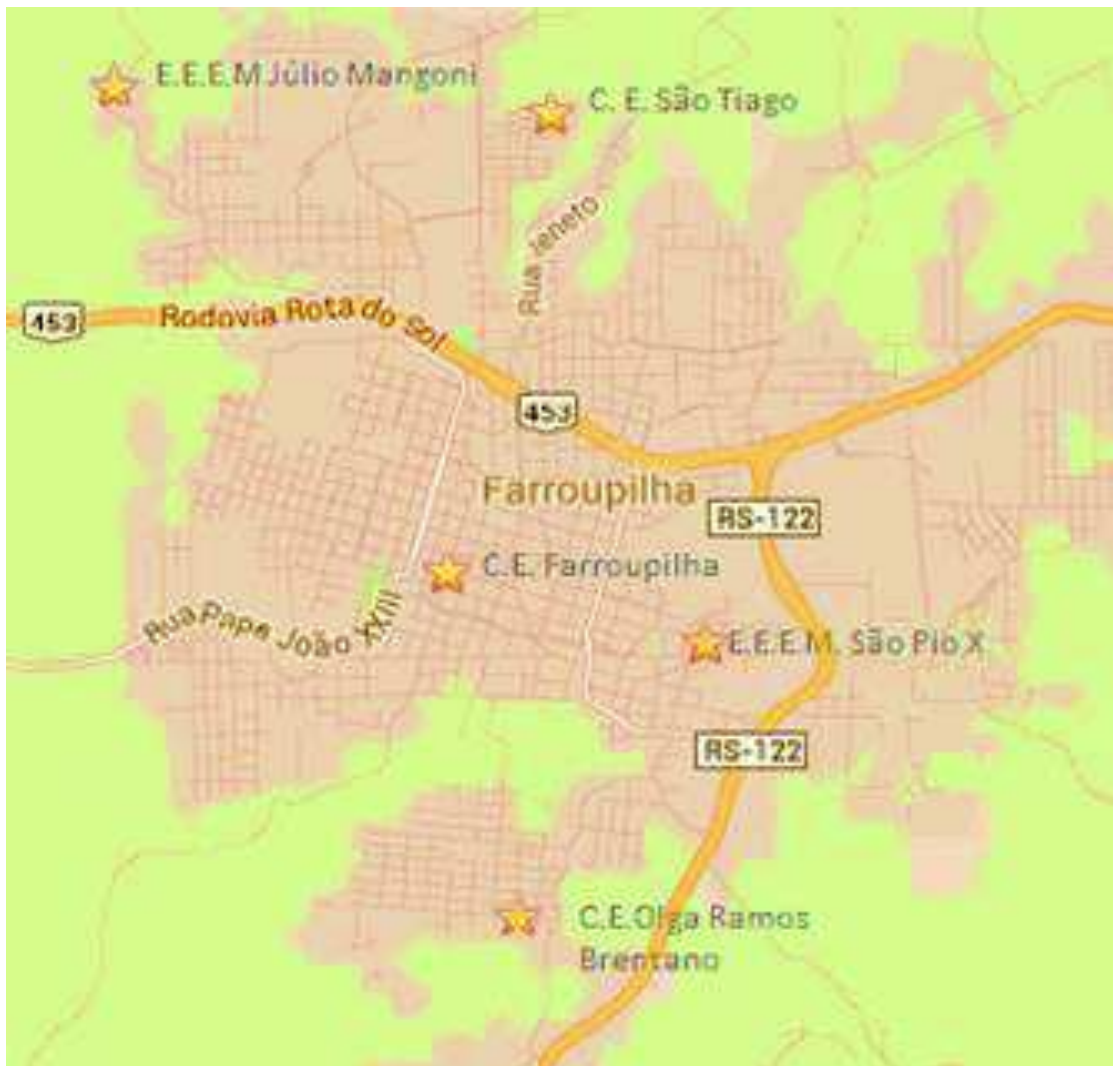 E.E.E.M Júlio Mangoni
C. E. São Tiago
Rua Jenefo
453
Rodovia Rota do Sol
453
Farroupilha
RS-122
C.E. Farroupilha
Rua Papa João XXIII
E.E.E.M. São Pio X
RS-122
C.E.Olga Ramos
Brentano